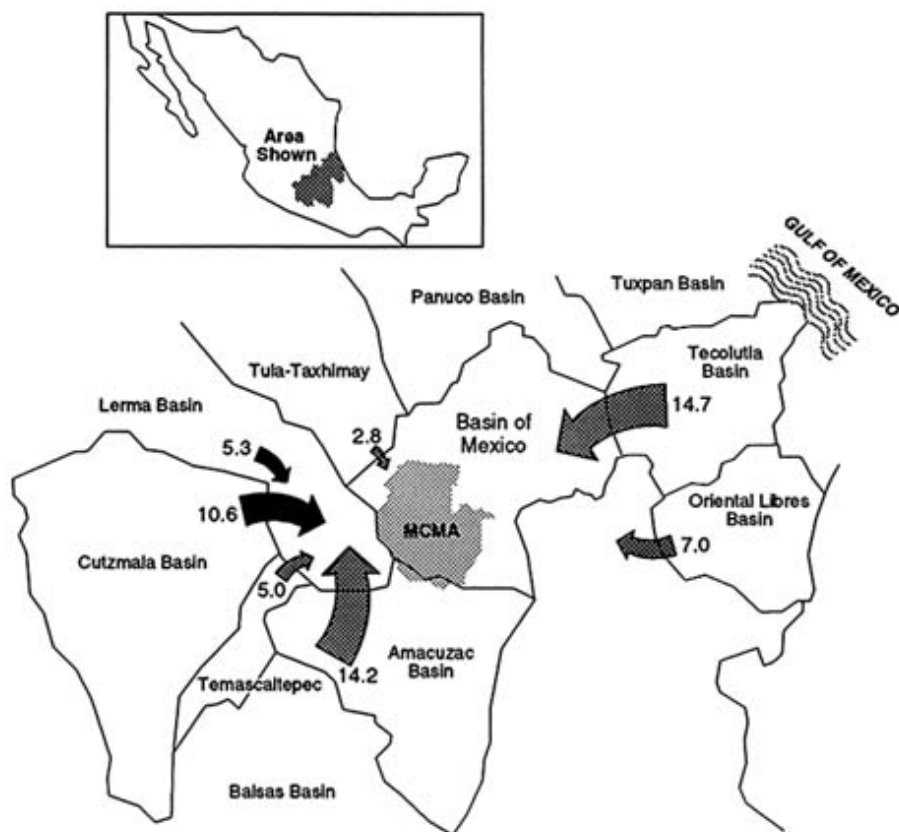 Area
Shown
GULF OF MEXICO
Panuco Basin
Tuxpan Basin
Tula-Taxhimay
Tecolutla
Basin
Lerma Basin
14.7
2.8
Basin of
Mexico
5.3
10.6
MCMA
Oriental Libres
Basin
7.0
Cutzmala Basin
5.0
Amacuzac
Basin
14.2
Temascaltepec
Balsas Basin